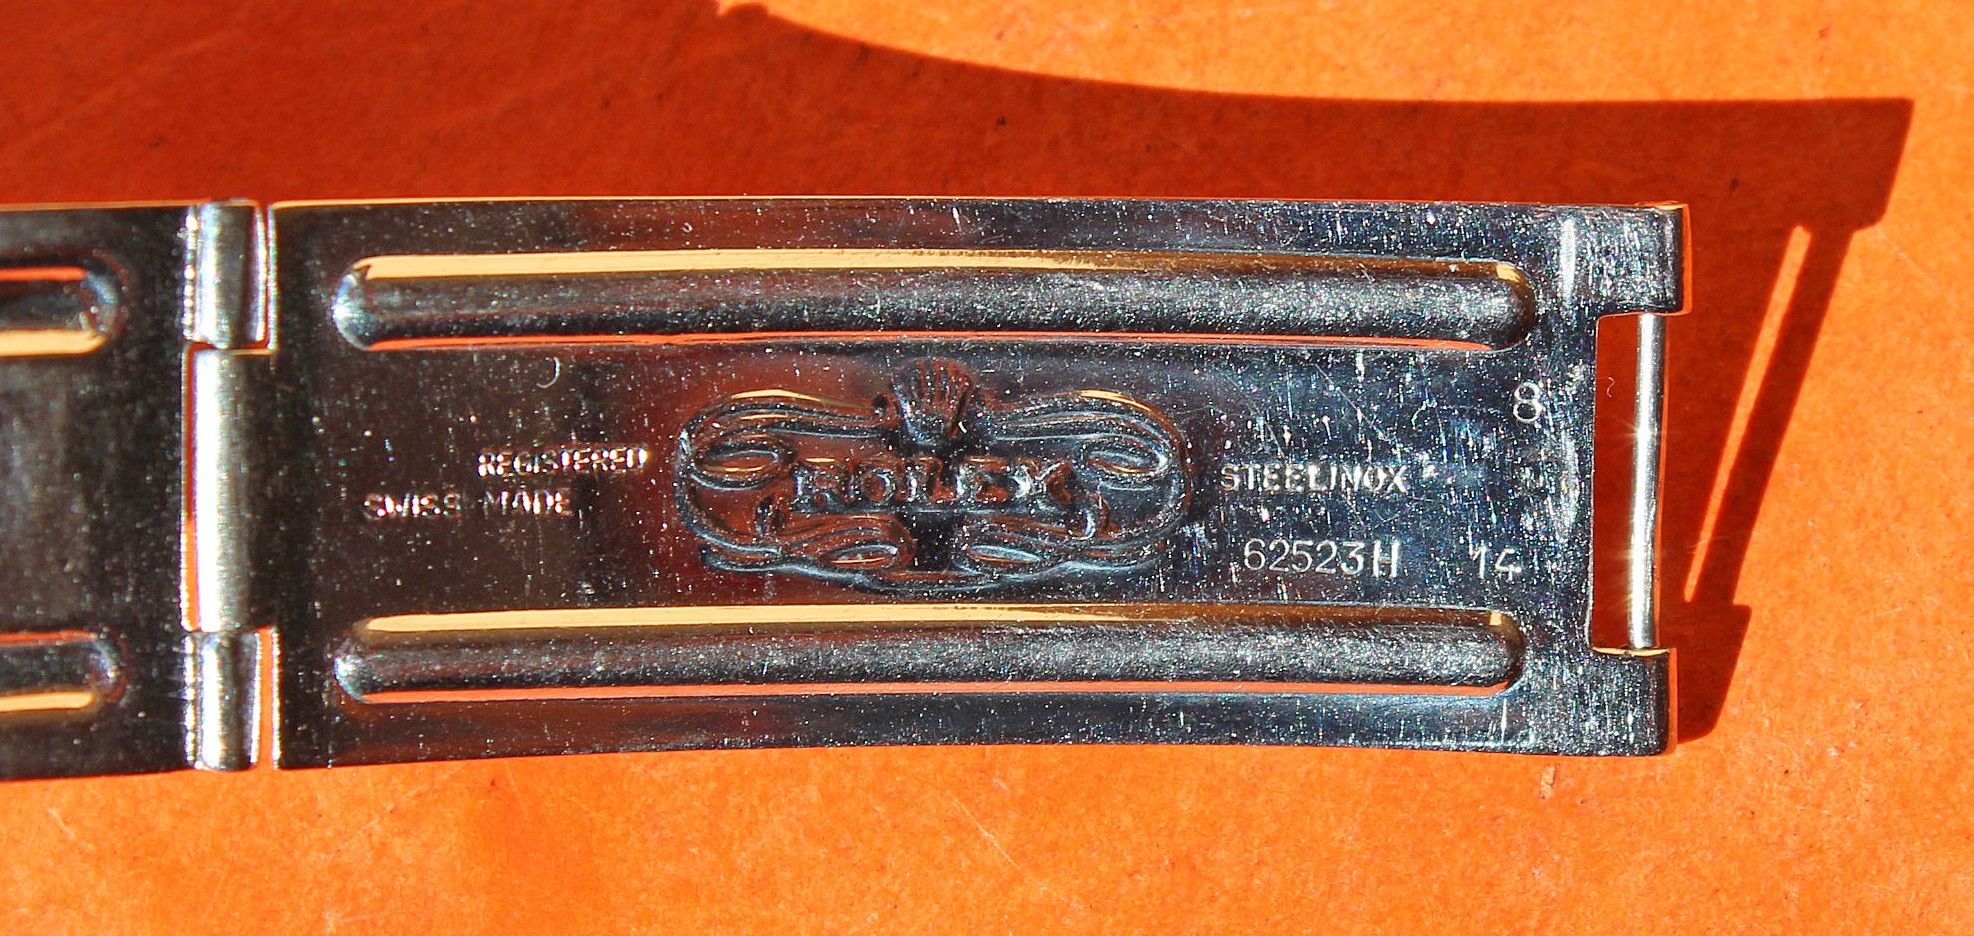 8
REGISTERED
SWISS MADE
ROLEX
STEELINOX
62523H 14